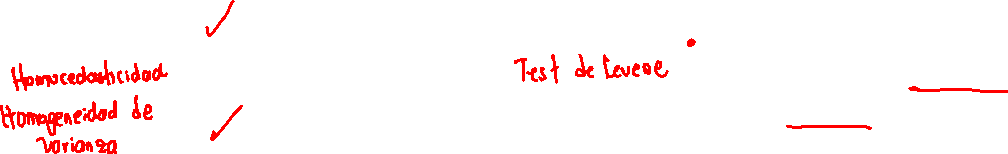 Homocedasticidad
Homogeneidad de
Varianza
Test de Levene